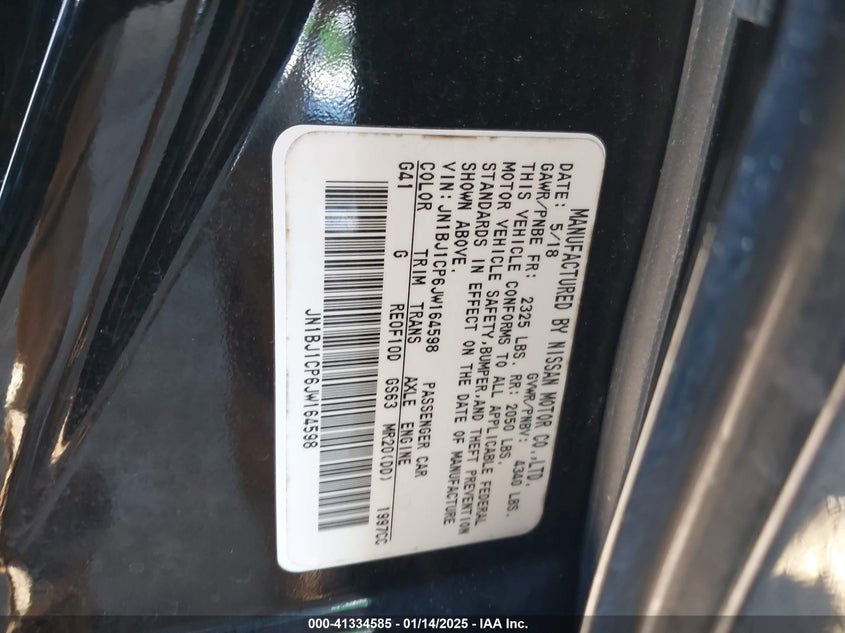 MANUFACTURED BY NISSAN MOTOR CO.,LTD.
DATE: 5/18 GVWR/PNBV: 4340 LBS.
GAWR/PNBE FR: 2325 LBS. RR: 2050 LBS.
THIS VEHICLE CONFORMS TO ALL APPLICABLE FEDERAL
MOTOR VEHICLE SAFETY,BUMPER,AND THEFT PREVENTION
STANDARDS IN EFFECT ON THE DATE OF MANUFACTURE
SHOWN ABOVE.
VIN:JN1BJ1CP6JW164598 PASSENGER CAR
COLOR TRIM TRANS AXLE ENGINE
G41 G RE0F10D GS63 MR20(DD) 1997CC
JN1BJ1CP6JW164598
000-41334585 - 01/14/2025 - IAA Inc.